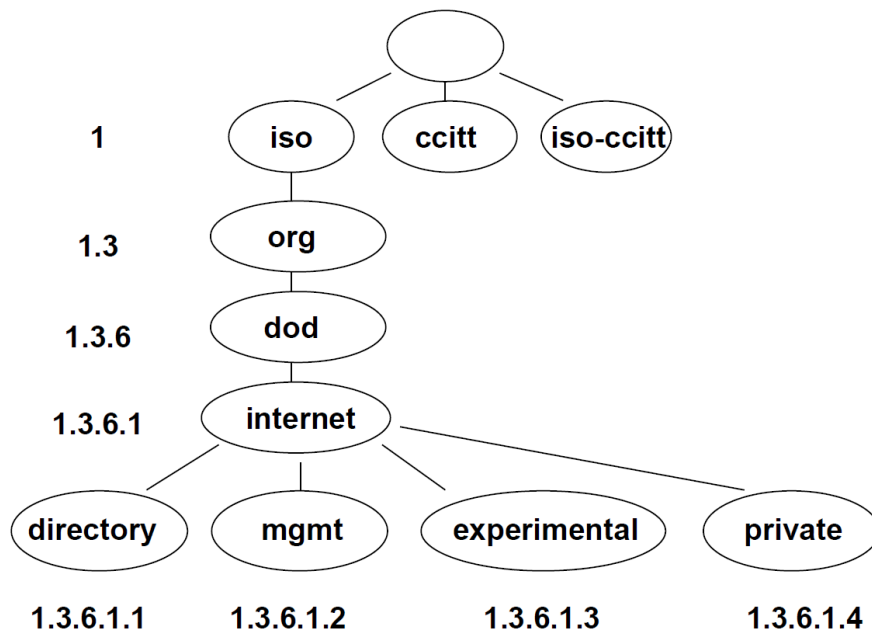 1 iso ccitt iso-ccitt
1.3 org
1.3.6 dod
1.3.6.1 internet
directory mgmt experimental private
1.3.6.1.1 1.3.6.1.2 1.3.6.1.3 1.3.6.1.4